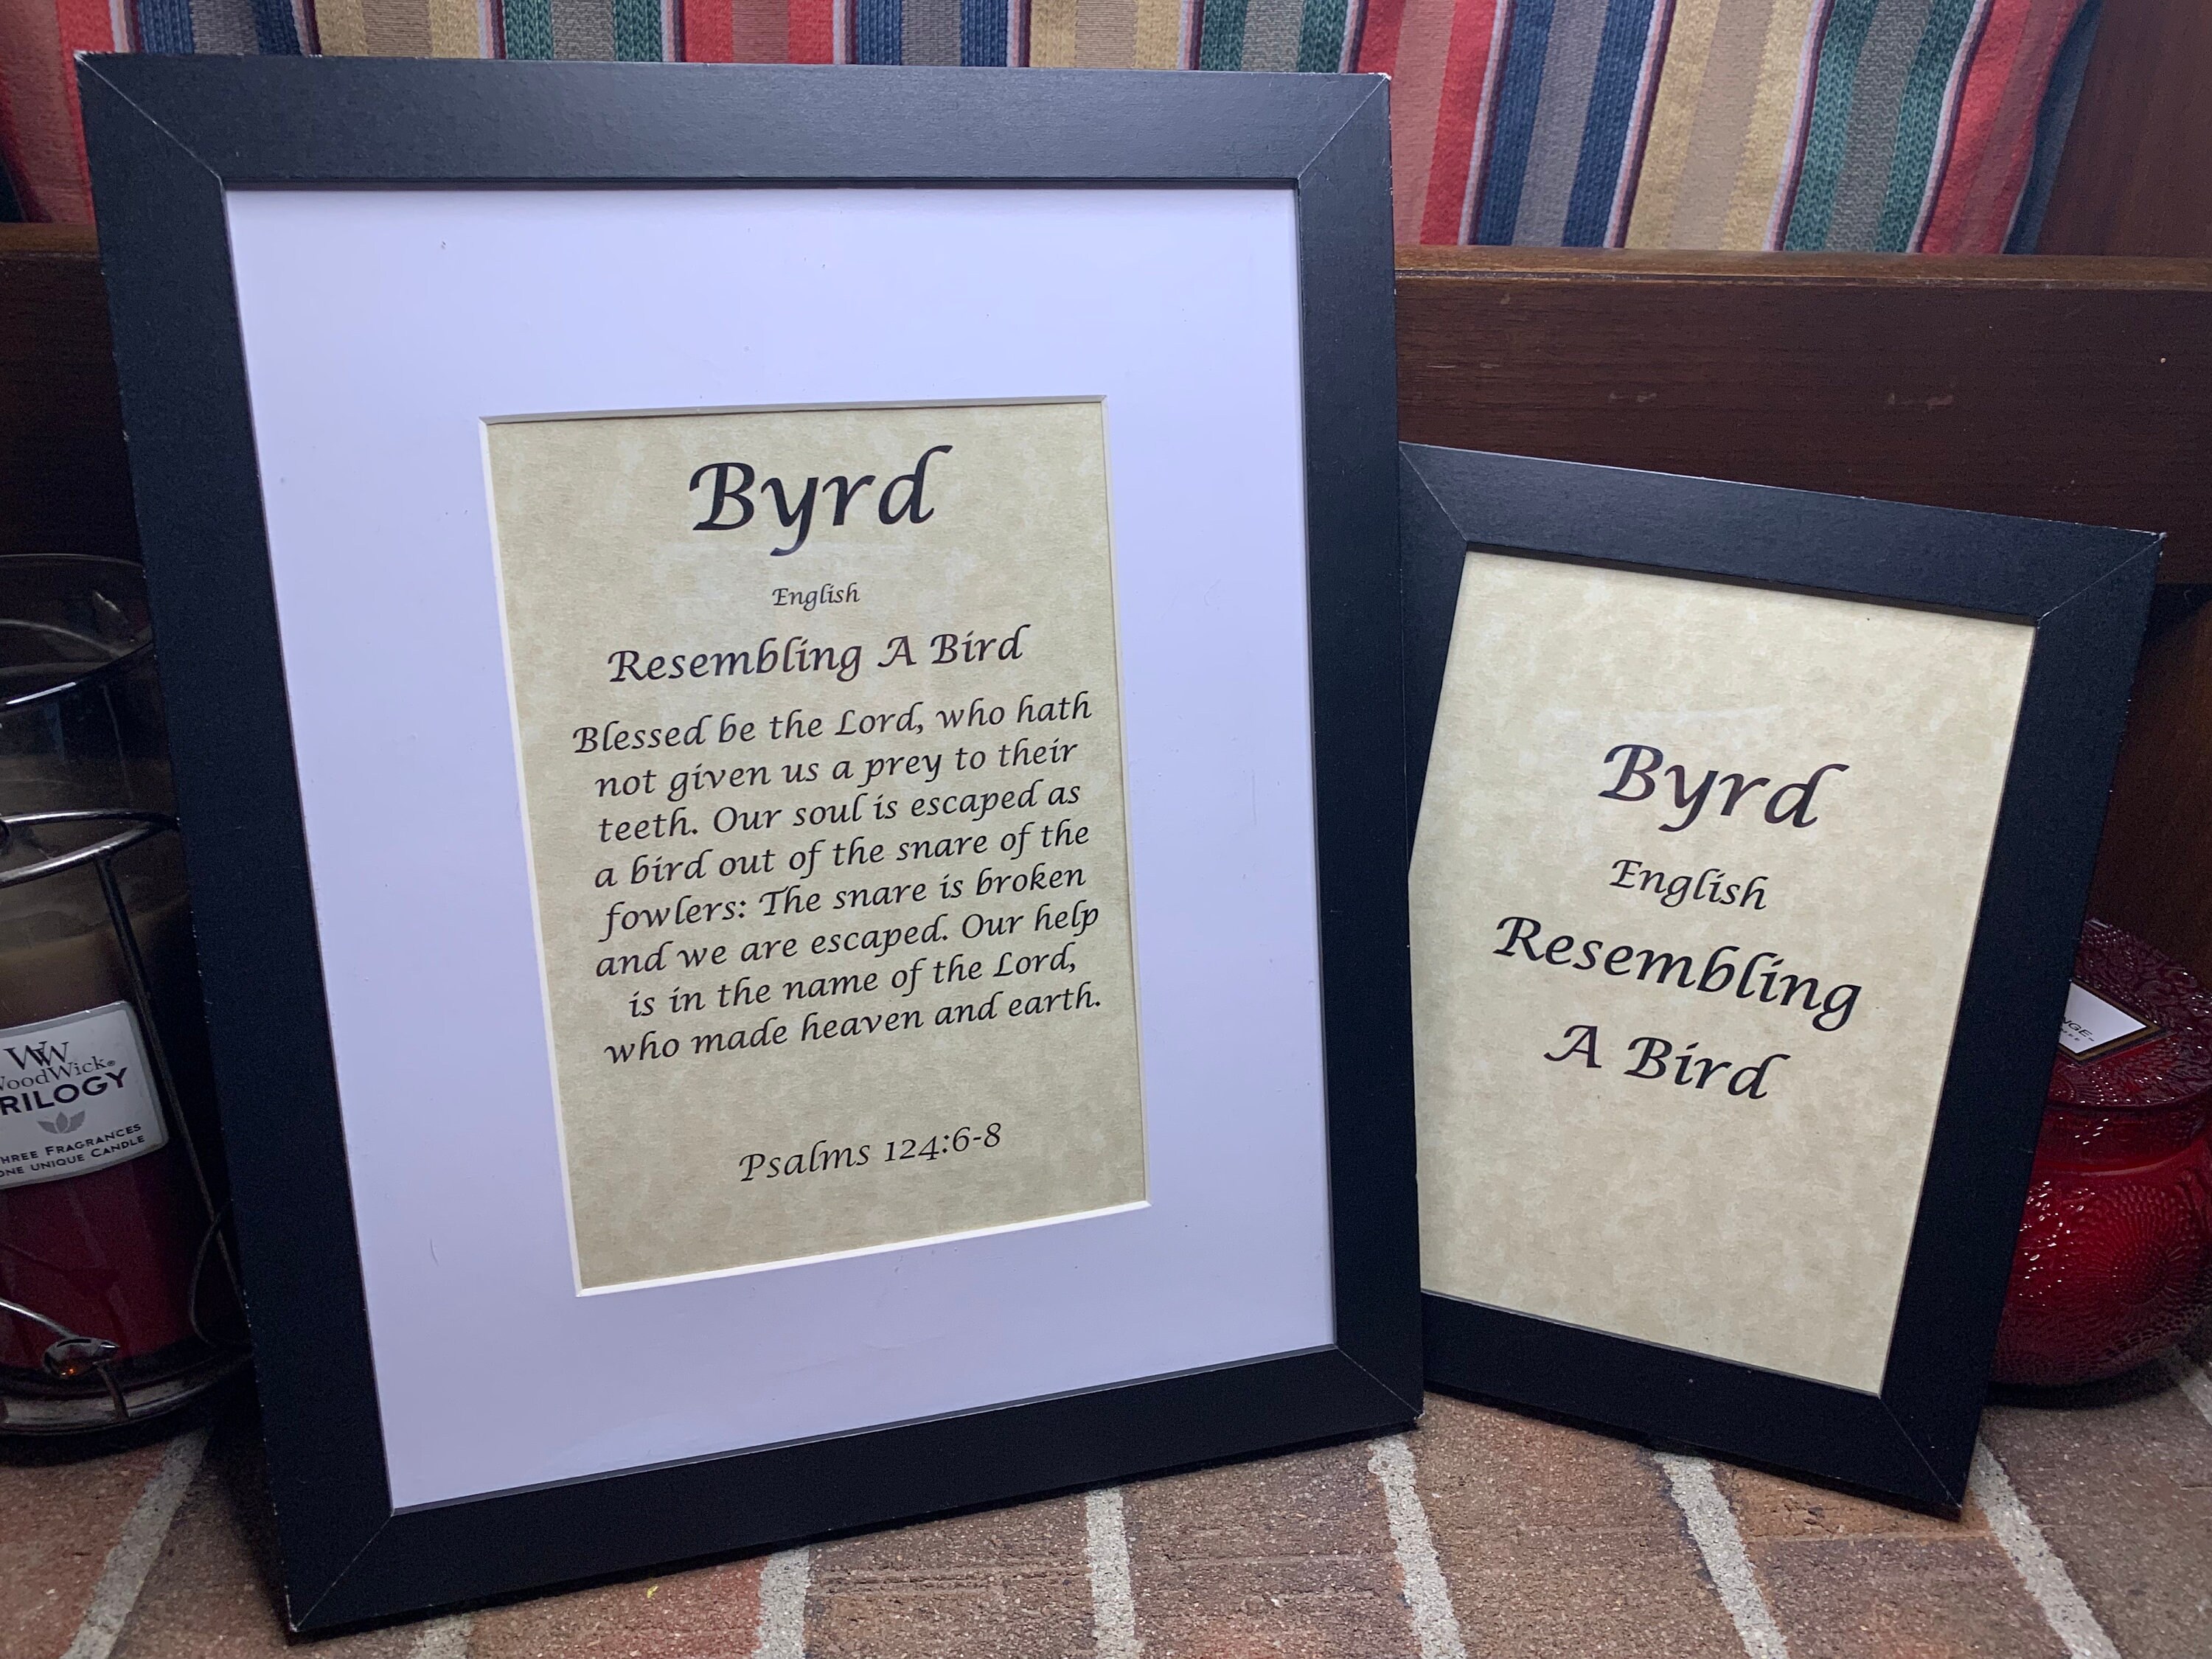 Byrd
English
Resembling A Bird
Blessed be the Lord, who hath
not given us a prey to their
teeth. Our soul is escaped as
a bird out of the snare of the
fowlers: The snare is broken
and we are escaped. Our help
is in the name of the Lord,
who made heaven and earth.
Psalms 124:6-8
Byrd
English
Resembling
A Bird
WW
WoodWick®
RILOGY
THREE FRAGRANCES
ONE UNIQUE CANDLE